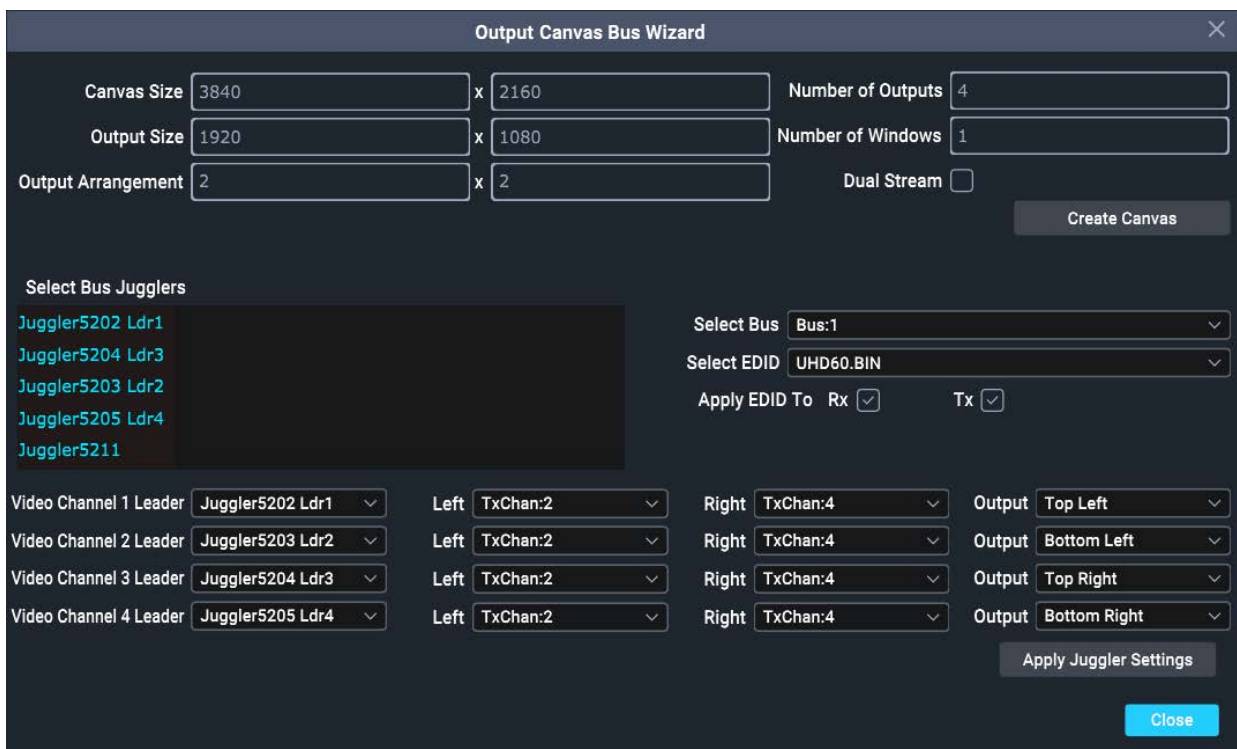 Output Canvas Bus Wizard
Canvas Size 3840 x 2160 Number of Outputs 4
Output Size 1920 x 1080 Number of Windows 1
Output Arrangement 2 x 2 Dual Stream
Create Canvas
Select Bus Jugglers
Juggler5202 Ldr1
Juggler5204 Ldr3
Juggler5203 Ldr2
Juggler5205 Ldr4
Juggler5211
Select Bus Bus:1
Select EDID UHD60.BIN
Apply EDID To Rx Tx
Video Channel 1 Leader Juggler5202 Ldr1 Left TxChan:2 Right TxChan:4 Output Top Left
Video Channel 2 Leader Juggler5203 Ldr2 Left TxChan:2 Right TxChan:4 Output Bottom Left
Video Channel 3 Leader Juggler5204 Ldr3 Left TxChan:2 Right TxChan:4 Output Top Right
Video Channel 4 Leader Juggler5205 Ldr4 Left TxChan:2 Right TxChan:4 Output Bottom Right
Apply Juggler Settings
Close